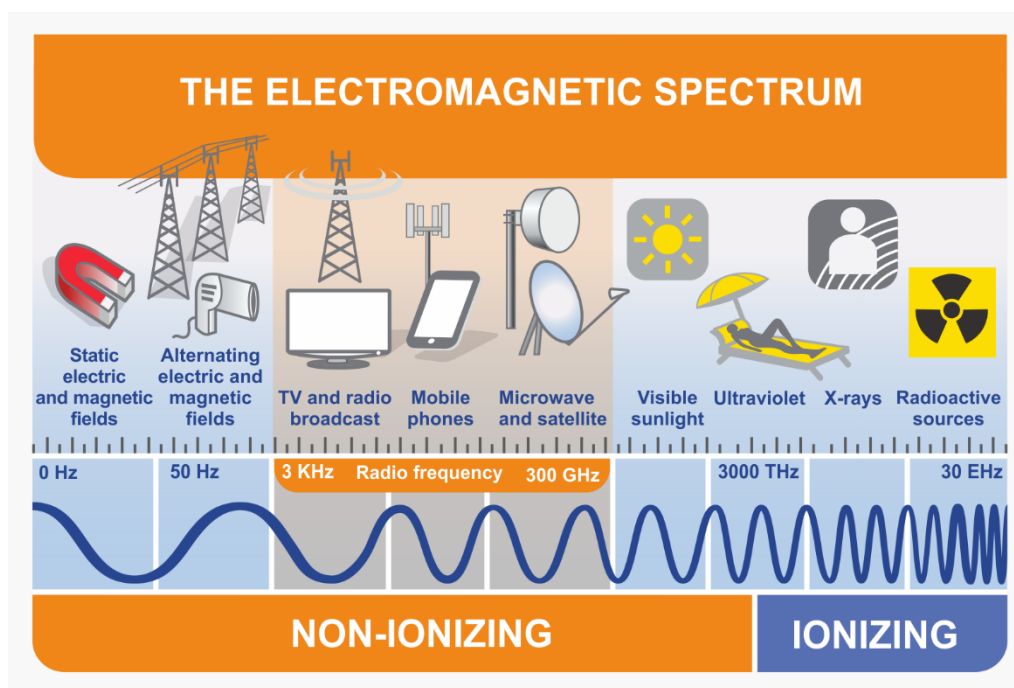 THE ELECTROMAGNETIC SPECTRUM
Static
electric
and magnetic
fields
Alternating
electric and
magnetic
fields
TV and radio
broadcast
Mobile
phones
Microwave
and satellite
Visible
sunlight
Ultraviolet
X-rays
Radioactive
sources
0 Hz
50 Hz
3 KHz
Radio frequency
300 GHz
3000 THz
30 EHz
NON-IONIZING
IONIZING